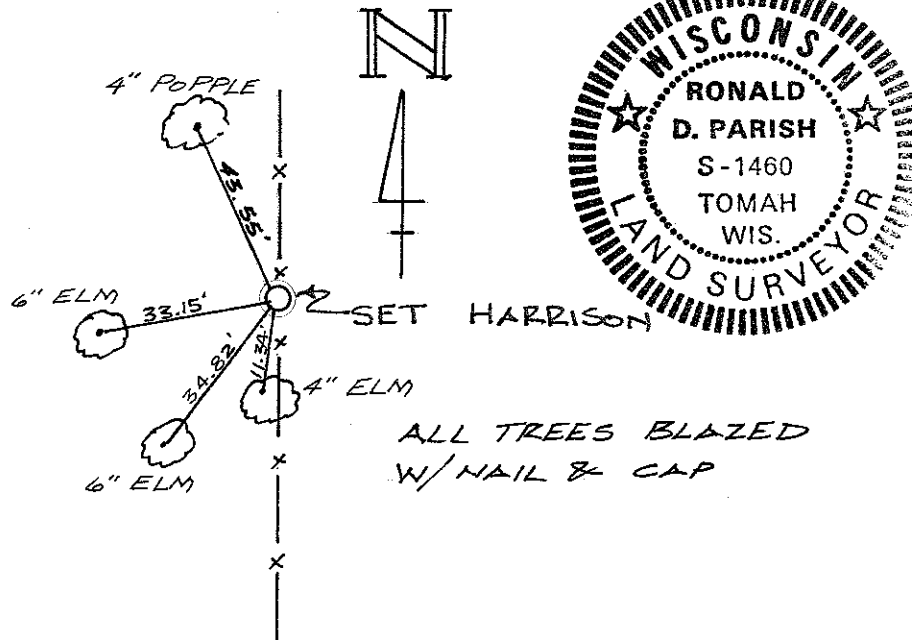 N
4" POPPLE
43.55'
6" ELM
33.15'
SET HARRISON
34.82'
11.34'
4" ELM
6" ELM
ALL TREES BLAZED
W/ NAIL & CAP
WISCONSIN
RONALD
D. PARISH
S-1460
TOMAH
WIS.
LAND SURVEYOR